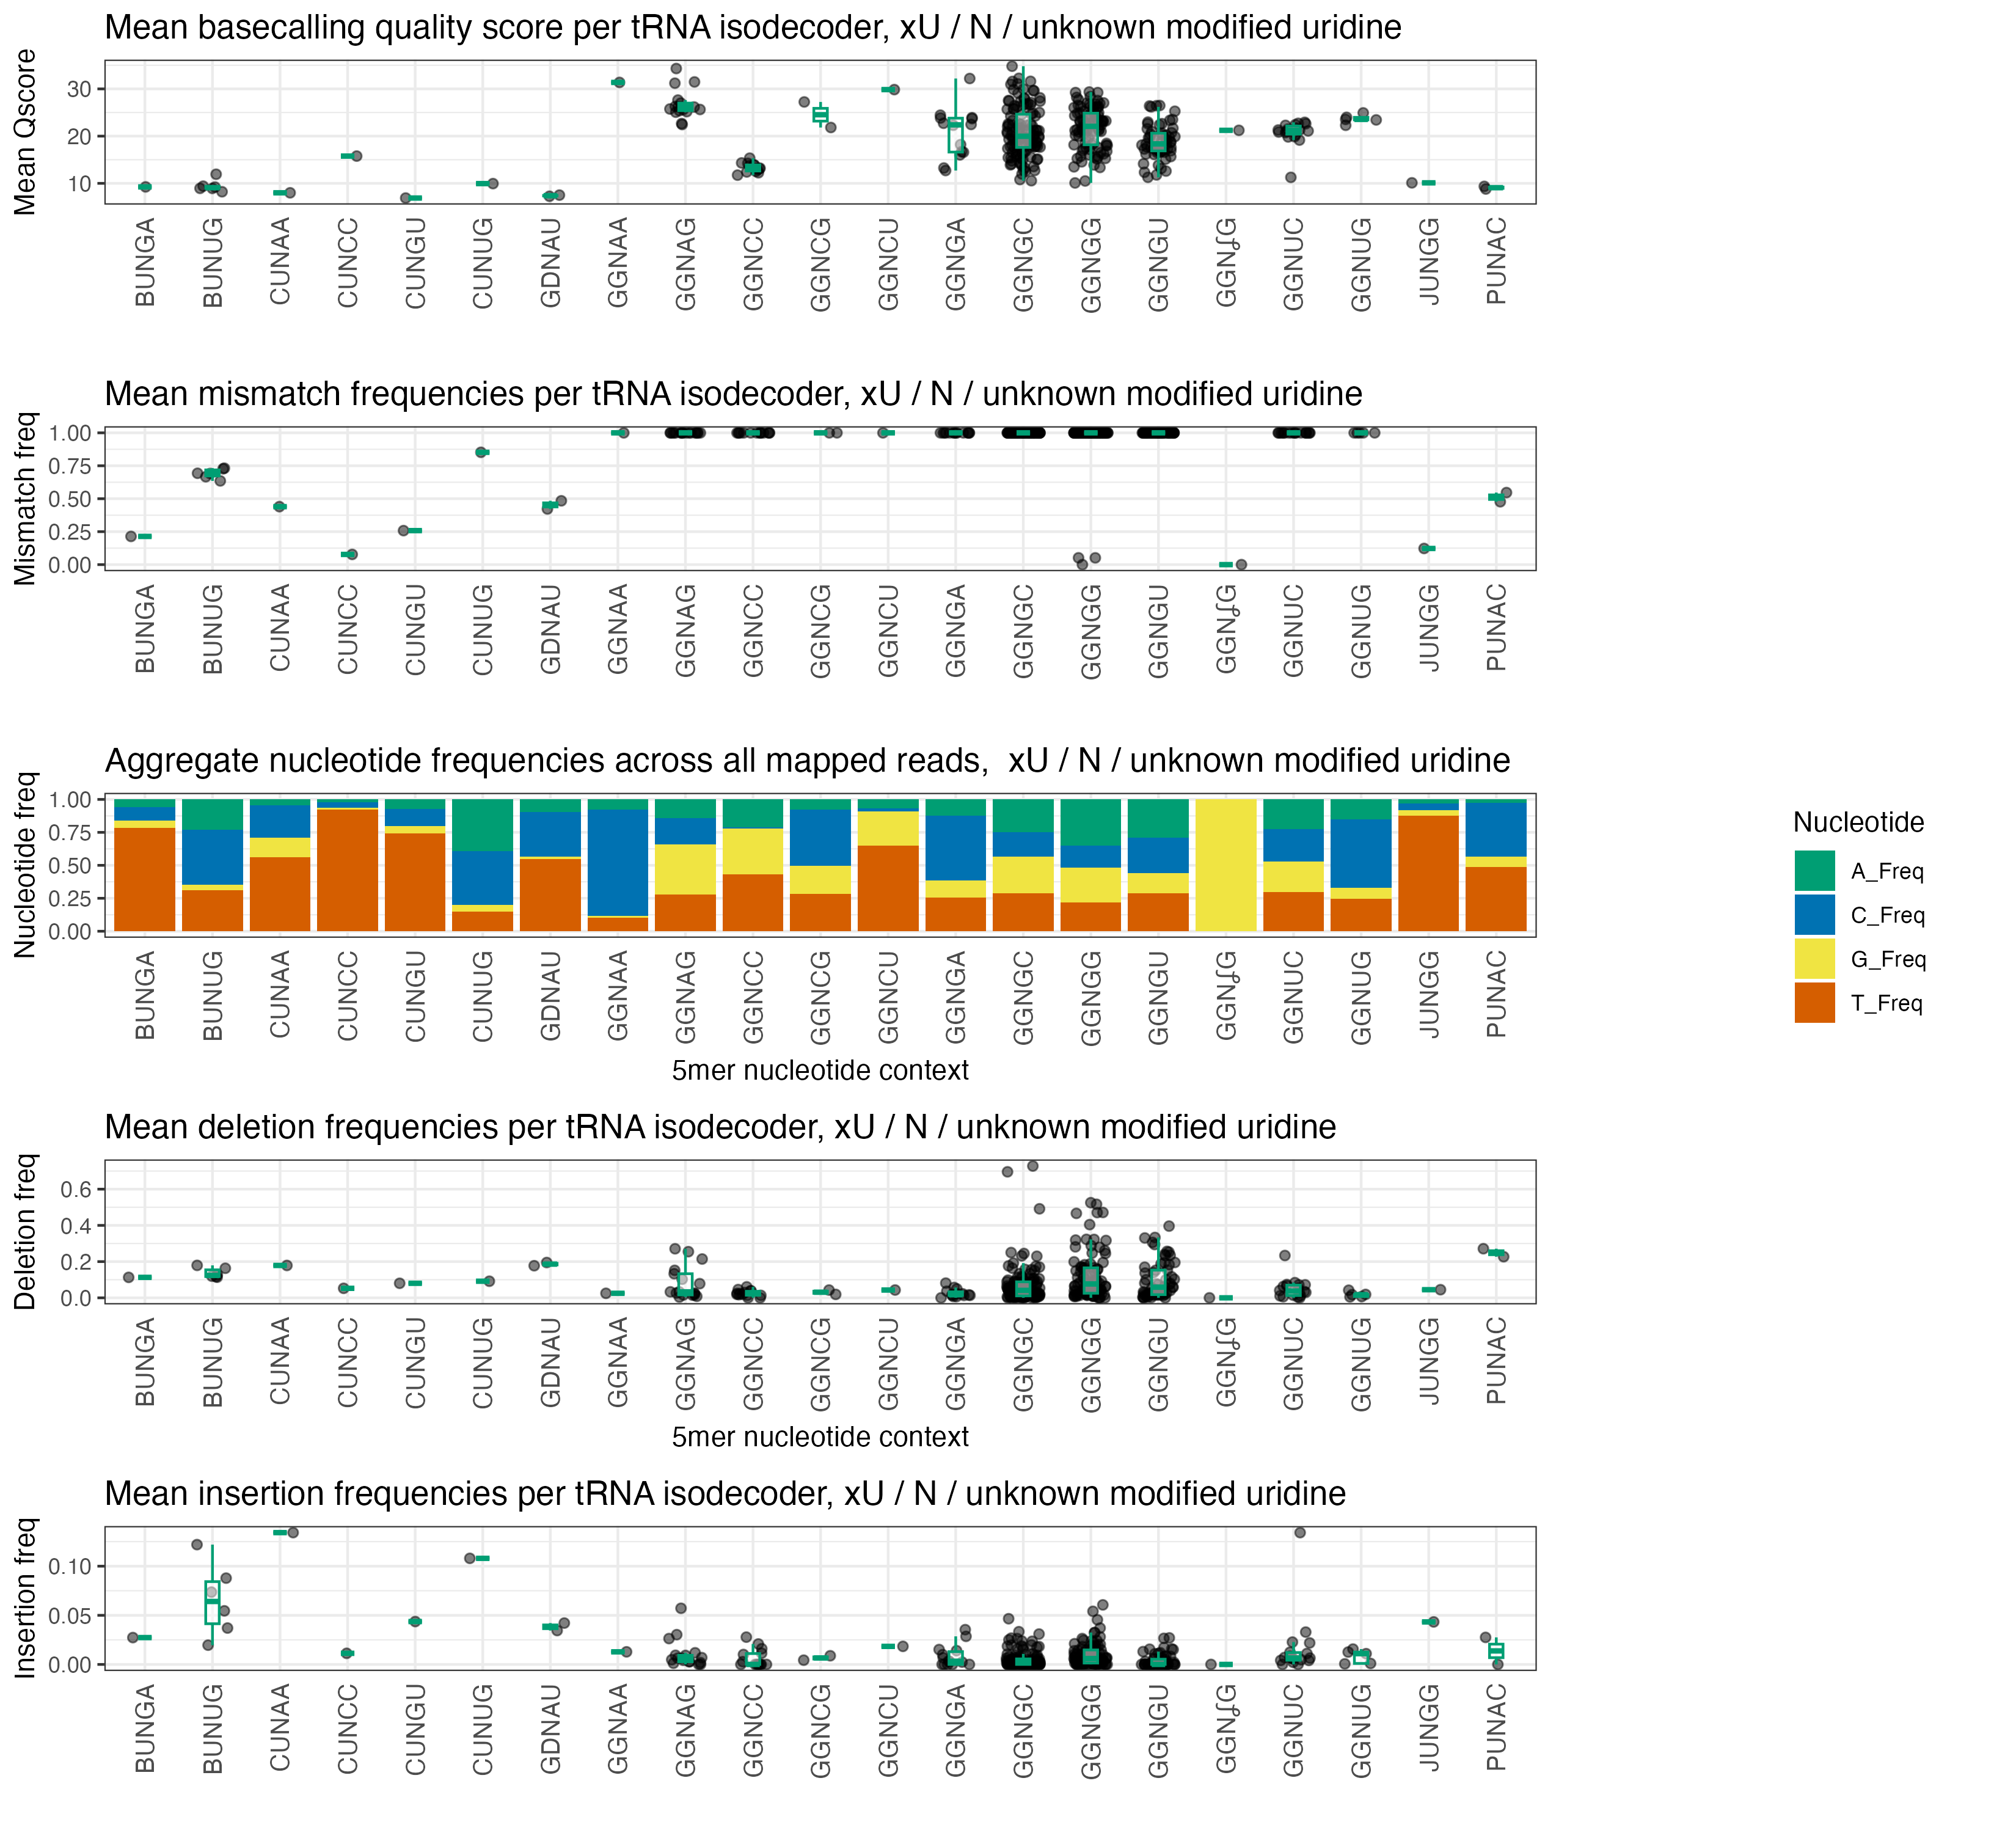 Mean basecalling quality score per tRNA isodecoder, xU / N / unknown modified uridine
Mean Qscore
30
20
10
BUNGA BUNUG CUNAA CUNCC CUNGU CUNUG GDNAU GGNAA GGNAG GGNCC GGNCG GGNCU GGNGA GGNGC GGNGG GGNGU GGNʆG GGNUC GGNUG JUNGG PUNAC
Mean mismatch frequencies per tRNA isodecoder, xU / N / unknown modified uridine
Mismatch freq
1.00
0.75
0.50
0.25
0.00
BUNGA BUNUG CUNAA CUNCC CUNGU CUNUG GDNAU GGNAA GGNAG GGNCC GGNCG GGNCU GGNGA GGNGC GGNGG GGNGU GGNʆG GGNUC GGNUG JUNGG PUNAC
Aggregate nucleotide frequencies across all mapped reads,  xU / N / unknown modified uridine
Nucleotide freq
1.00
0.75
0.50
0.25
0.00
BUNGA BUNUG CUNAA CUNCC CUNGU CUNUG GDNAU GGNAA GGNAG GGNCC GGNCG GGNCU GGNGA GGNGC GGNGG GGNGU GGNʆG GGNUC GGNUG JUNGG PUNAC
5mer nucleotide context
Nucleotide
A_Freq
C_Freq
G_Freq
T_Freq
Mean deletion frequencies per tRNA isodecoder, xU / N / unknown modified uridine
Deletion freq
0.6
0.4
0.2
0.0
BUNGA BUNUG CUNAA CUNCC CUNGU CUNUG GDNAU GGNAA GGNAG GGNCC GGNCG GGNCU GGNGA GGNGC GGNGG GGNGU GGNʆG GGNUC GGNUG JUNGG PUNAC
5mer nucleotide context
Mean insertion frequencies per tRNA isodecoder, xU / N / unknown modified uridine
Insertion freq
0.10
0.05
0.00
BUNGA BUNUG CUNAA CUNCC CUNGU CUNUG GDNAU GGNAA GGNAG GGNCC GGNCG GGNCU GGNGA GGNGC GGNGG GGNGU GGNʆG GGNUC GGNUG JUNGG PUNAC